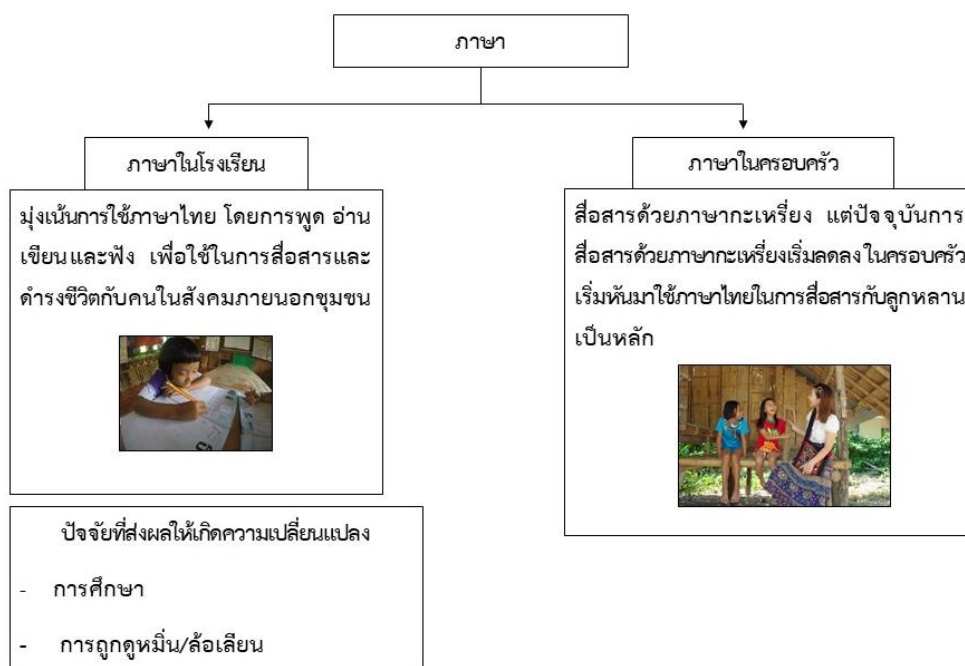 ภาษา
ภาษาในโรงเรียน
มุ่งเน้นการใช้ภาษาไทย โดยการพูด อ่าน
เขียนและฟัง เพื่อใช้ในการสื่อสารและ
ดำรงชีวิตกับคนในสังคมภายนอกชุมชน
ภาษาในครอบครัว
สื่อสารด้วยภาษากะเหรี่ยง แต่ปัจจุบันการ
สื่อสารด้วยภาษากะเหรี่ยงเริ่มลดลง ในครอบครัว
เริ่มหันมาใช้ภาษาไทยในการสื่อสารกับลูกหลาน
เป็นหลัก
ปัจจัยที่ส่งผลให้เกิดความเปลี่ยนแปลง
- การศึกษา
- การถูกดูหมิ่น/ล้อเลียน